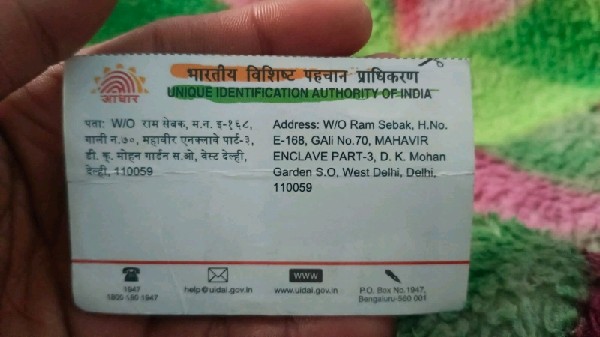 भारतीय विशिष्ट पहचान प्राधिकरण
UNIQUE IDENTIFICATION AUTHORITY OF INDIA
आधार
पता: W/O राम सेबक, म.न. इ-१६८,
गाली न.७०, महावीर एनक्लावे पार्ट-३,
डी. कू. मोहन गार्डन स.ओ, वेस्ट देल्ही,
देल्ही, 110059
Address: W/O Ram Sebak, H.No.
E-168, GAli No.70, MAHAVIR
ENCLAVE PART-3, D. K. Mohan
Garden S.O, West Delhi, Delhi,
110059
1947
1800 180 1947
help@uidai.gov.in
WWW
www.uidai.gov.in
P.O. Box No.1947,
Bengaluru-560 001